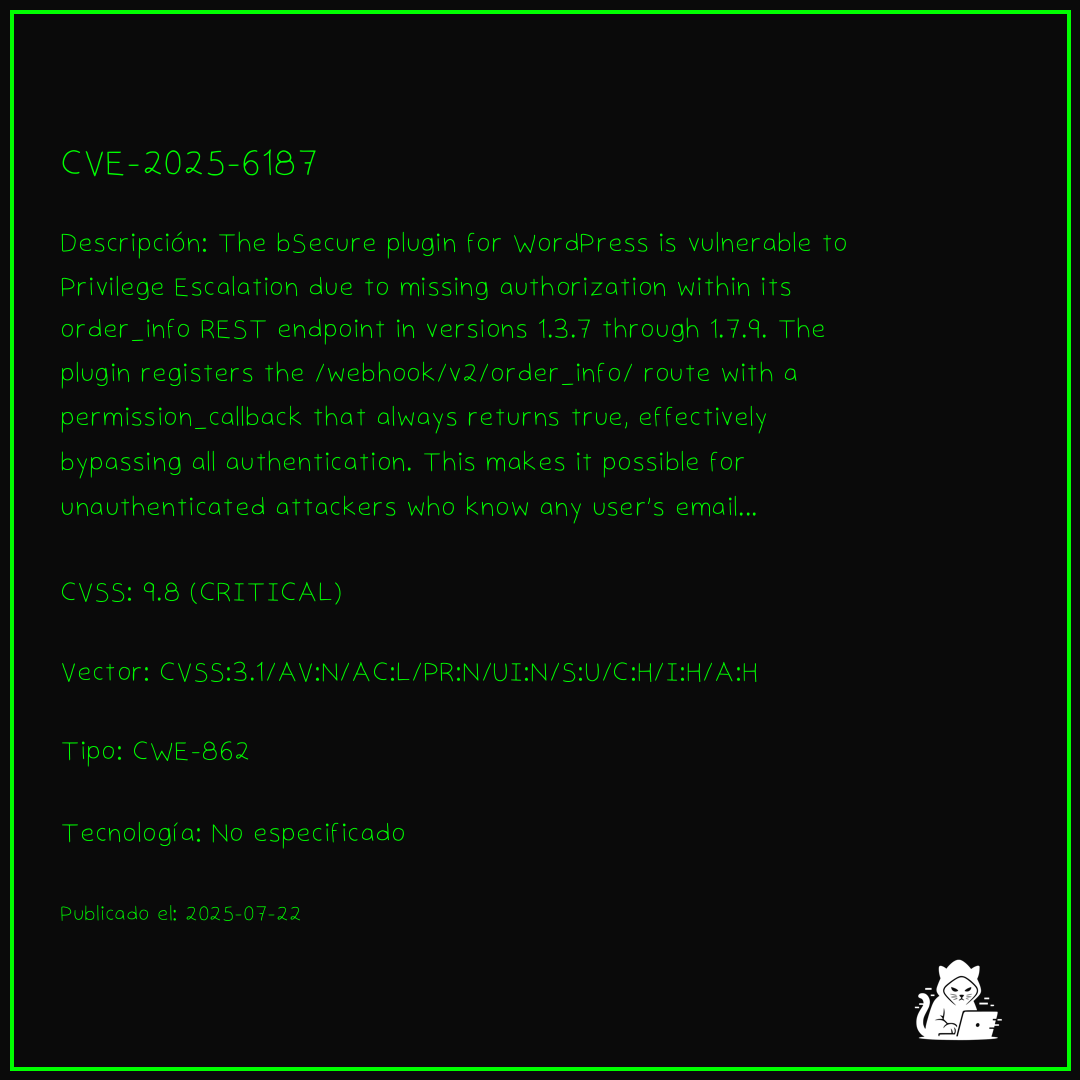 CVE-2025-6187
Descripción: The bSecure plugin for WordPress is vulnerable to
Privilege Escalation due to missing authorization within its
order_info REST endpoint in versions 1.3.7 through 1.7.9. The
plugin registers the /webhook/v2/order_info/ route with a
permission_callback that always returns true, effectively
bypassing all authentication. This makes it possible for
unauthenticated attackers who know any user's email...
CVSS: 9.8 (CRITICAL)
Vector: CVSS:3.1/AV:N/AC:L/PR:N/UI:N/S:U/C:H/I:H/A:H
Tipo: CWE-862
Tecnología: No especificado
Publicado el: 2025-07-22